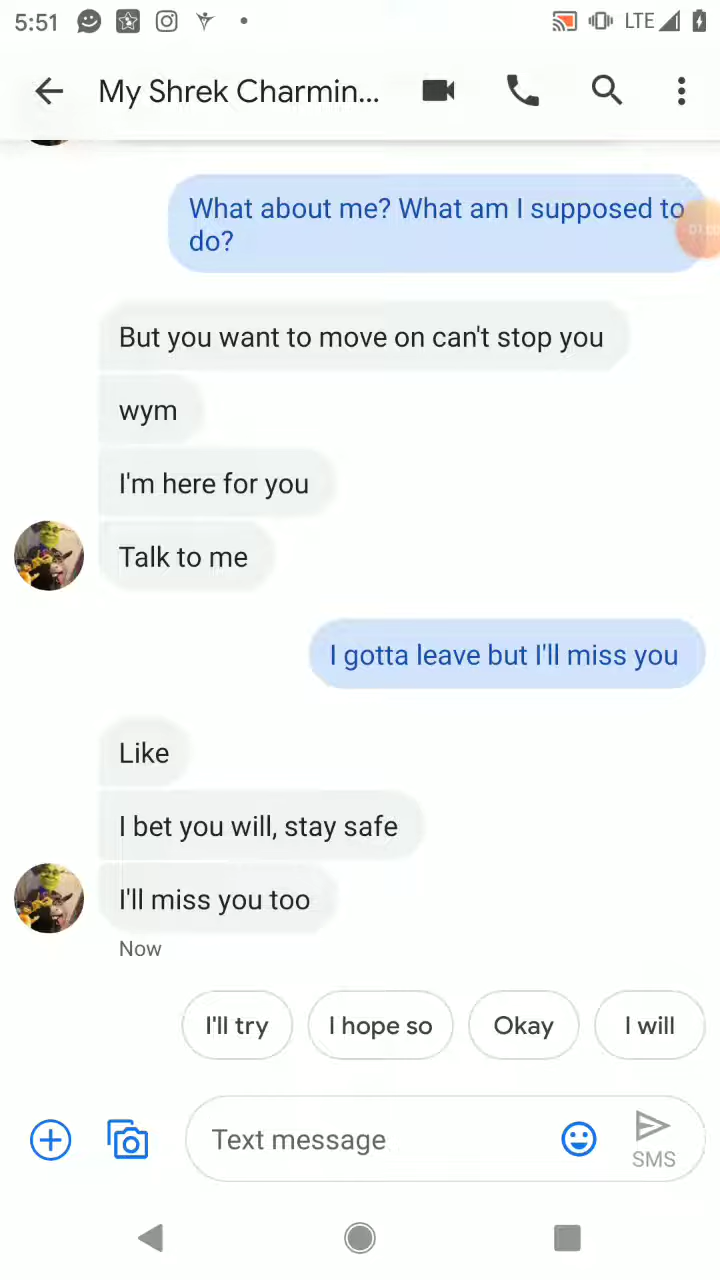 5:51
LTE
My Shrek Charmin...
What about me? What am I supposed to
do?
But you want to move on can't stop you
wym
I'm here for you
Talk to me
I gotta leave but I'll miss you
Like
I bet you will, stay safe
I'll miss you too
Now
I'll try
I hope so
Okay
I will
Text message
SMS